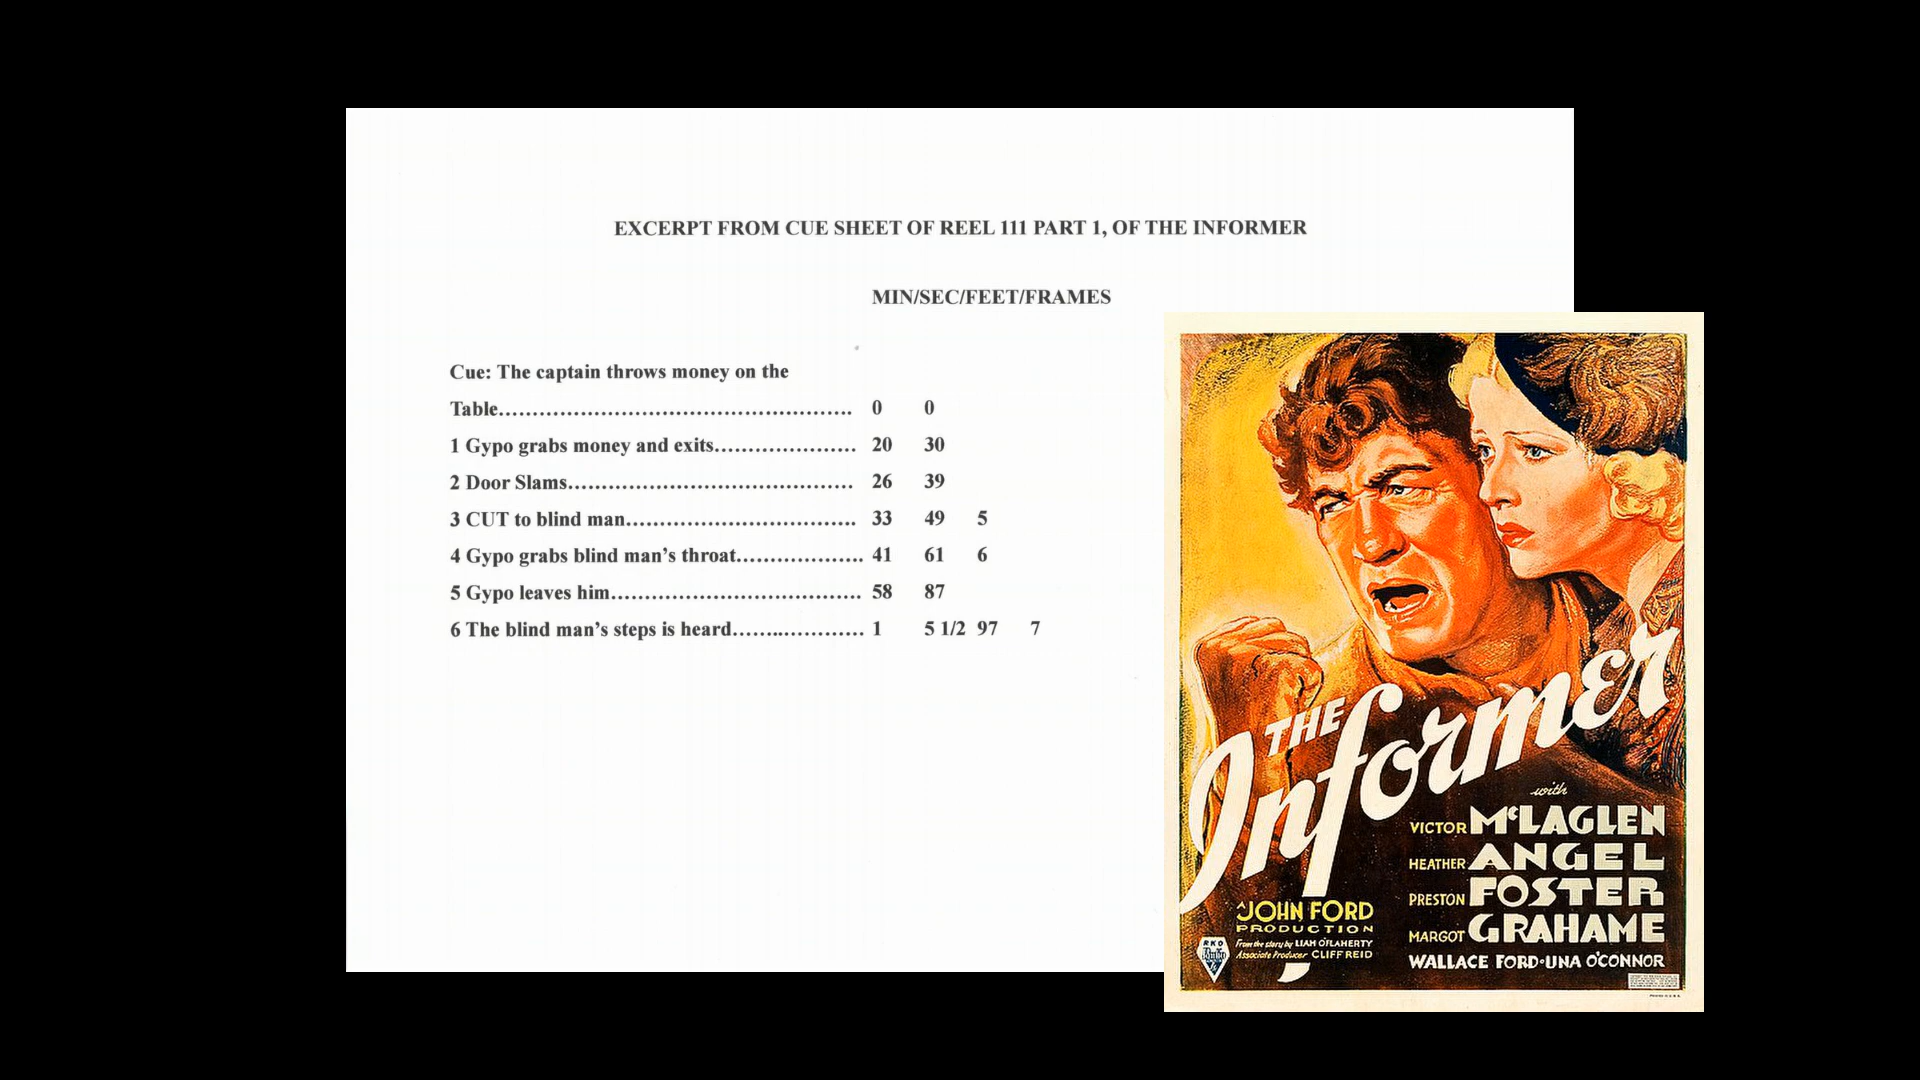 EXCERPT FROM CUE SHEET OF REEL 111 PART 1, OF THE INFORMER
MIN/SEC/FEET/FRAMES
Cue: The captain throws money on the
Table.................................................... 0 0
1 Gypo grabs money and exits..................... 20 30
2 Door Slams.......................................... 26 39
3 CUT to blind man.................................. 33 49 5
4 Gypo grabs blind man’s throat................... 41 61 6
5 Gypo leaves him..................................... 58 87
6 The blind man’s steps is heard.................... 1 5 1/2 97 7
THE
Informer
with
VICTOR McLAGLEN
HEATHER ANGEL
PRESTON FOSTER
MARGOT GRAHAME
WALLACE FORD·UNA O'CONNOR
A JOHN FORD
PRODUCTION
From the story by LIAM O'FLAHERTY
Associate Producer CLIFF REID
RKO
Radio